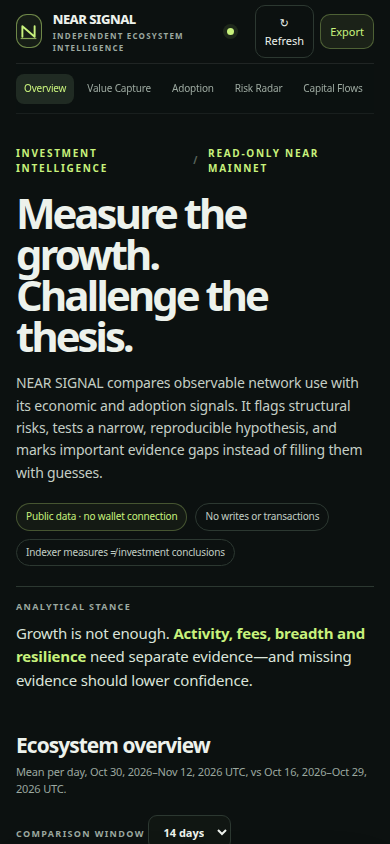 NEAR SIGNAL
INDEPENDENT ECOSYSTEM
INTELLIGENCE
↻
Refresh
Export
Overview
Value Capture
Adoption
Risk Radar
Capital Flows
INVESTMENT
INTELLIGENCE
/
READ-ONLY NEAR
MAINNET
Measure the
growth.
Challenge the
thesis.
NEAR SIGNAL compares observable network use with
its economic and adoption signals. It flags structural
risks, tests a narrow, reproducible hypothesis, and
marks important evidence gaps instead of filling them
with guesses.
Public data · no wallet connection
No writes or transactions
Indexer measures ≠ investment conclusions
ANALYTICAL STANCE
Growth is not enough. Activity, fees, breadth and
resilience need separate evidence—and missing
evidence should lower confidence.
Ecosystem overview
Mean per day, Oct 30, 2026–Nov 12, 2026 UTC, vs Oct 16, 2026–Oct 29,
2026 UTC.
COMPARISON WINDOW
14 days